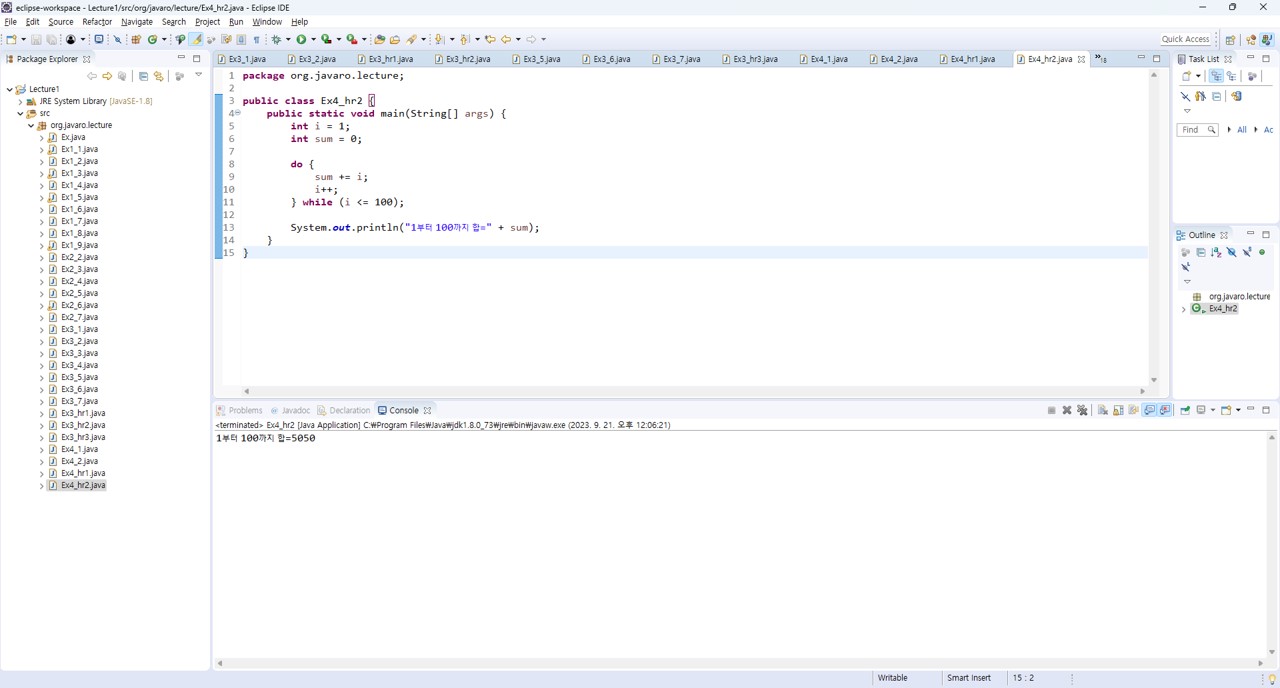 eclipse-workspace - Lecture1/src/org/javaro/lecture/Ex4_hr2.java - Eclipse IDE
File Edit Source Refactor Navigate Search Project Run Window Help
Quick Access
Package Explorer
Lecture1
JRE System Library [JavaSE-1.8]
src
org.javaro.lecture
Ex.java
Ex1_1.java
Ex1_2.java
Ex1_3.java
Ex1_4.java
Ex1_5.java
Ex1_6.java
Ex1_7.java
Ex1_8.java
Ex1_9.java
Ex2_2.java
Ex2_3.java
Ex2_4.java
Ex2_5.java
Ex2_6.java
Ex2_7.java
Ex3_1.java
Ex3_2.java
Ex3_3.java
Ex3_4.java
Ex3_5.java
Ex3_6.java
Ex3_7.java
Ex3_hr1.java
Ex3_hr2.java
Ex3_hr3.java
Ex4_1.java
Ex4_2.java
Ex4_hr1.java
Ex4_hr2.java
Ex3_1.java Ex3_2.java Ex3_hr1.java Ex3_hr2.java Ex3_5.java Ex3_6.java Ex3_7.java Ex3_hr3.java Ex4_1.java Ex4_2.java Ex4_hr1.java Ex4_hr2.java »18
1 package org.javaro.lecture;
2
3 public class Ex4_hr2 {
4     public static void main(String[] args) {
5         int i = 1;
6         int sum = 0;
7
8         do {
9             sum += i;
10             i++;
11         } while (i <= 100);
12
13         System.out.println("1부터 100까지 합=" + sum);
14     }
15 }
Problems Javadoc Declaration Console
<terminated> Ex4_hr2 [Java Application] C:₩Program Files₩Java₩jdk1.8.0_73₩jre₩bin₩javaw.exe (2023. 9. 21. 오후 12:06:21)
1부터 100까지 합=5050
Task List
Find All Ac
Outline
org.javaro.lecture
Ex4_hr2
Writable Smart Insert 15 : 2